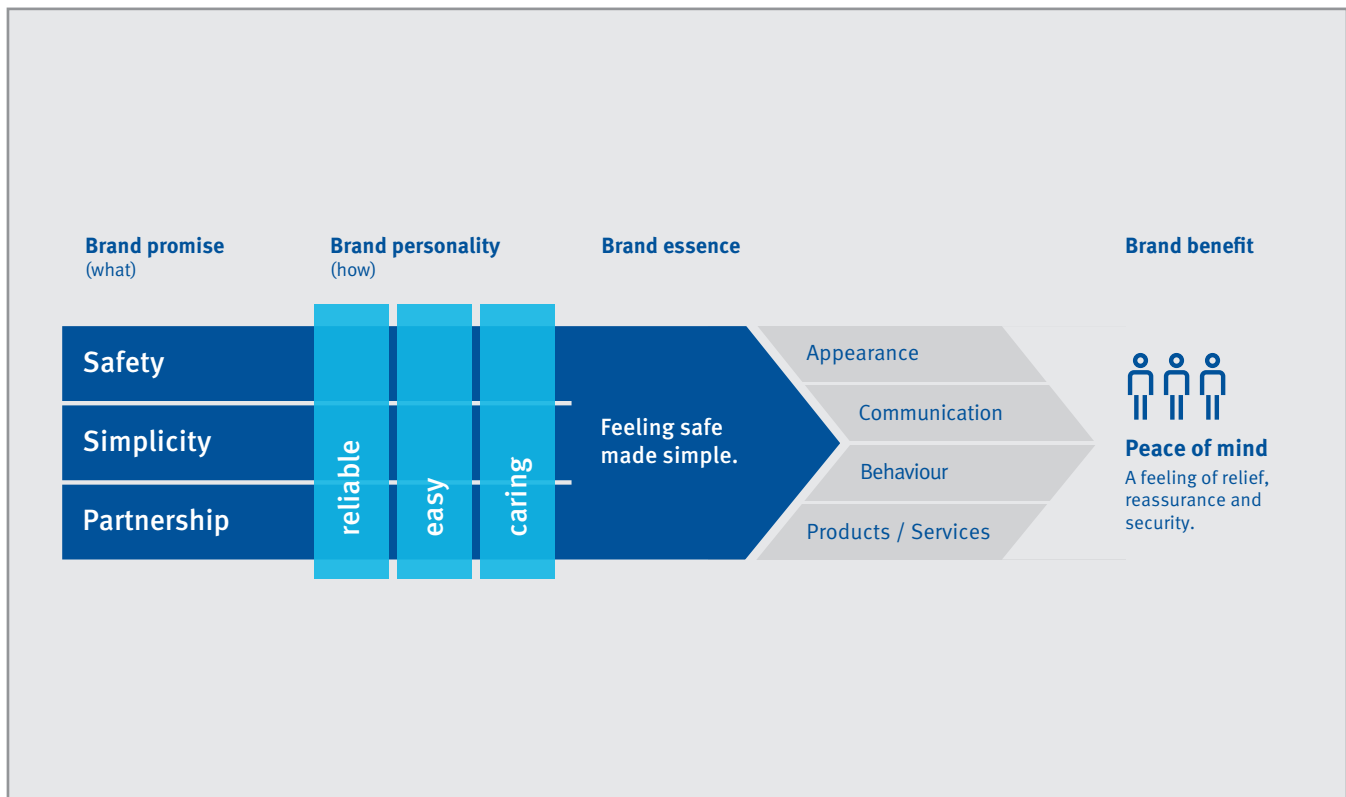 Brand promise
(what)
Brand personality
(how)
Brand essence
Brand benefit
Safety
Simplicity
Partnership
reliable
easy
caring
Feeling safe
made simple.
Appearance
Communication
Behaviour
Products / Services
Peace of mind
A feeling of relief,
reassurance and
security.